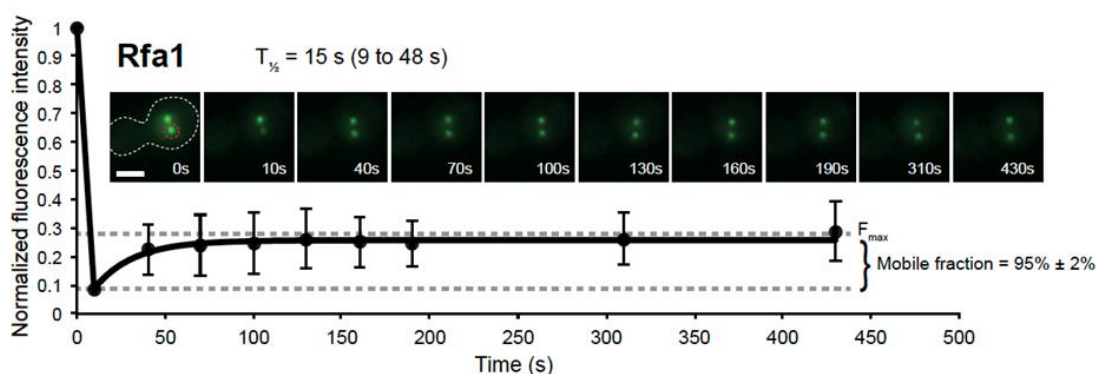 Normalized fluorescence intensity
1
0.9
0.8
0.7
0.6
0.5
0.4
0.3
0.2
0.1
0
Rfa1
T½ = 15 s (9 to 48 s)
0s
10s
40s
70s
100s
130s
160s
190s
310s
430s
Fmax
Mobile fraction = 95% ± 2%
0 50 100 150 200 250 300 350 400 450 500
Time (s)